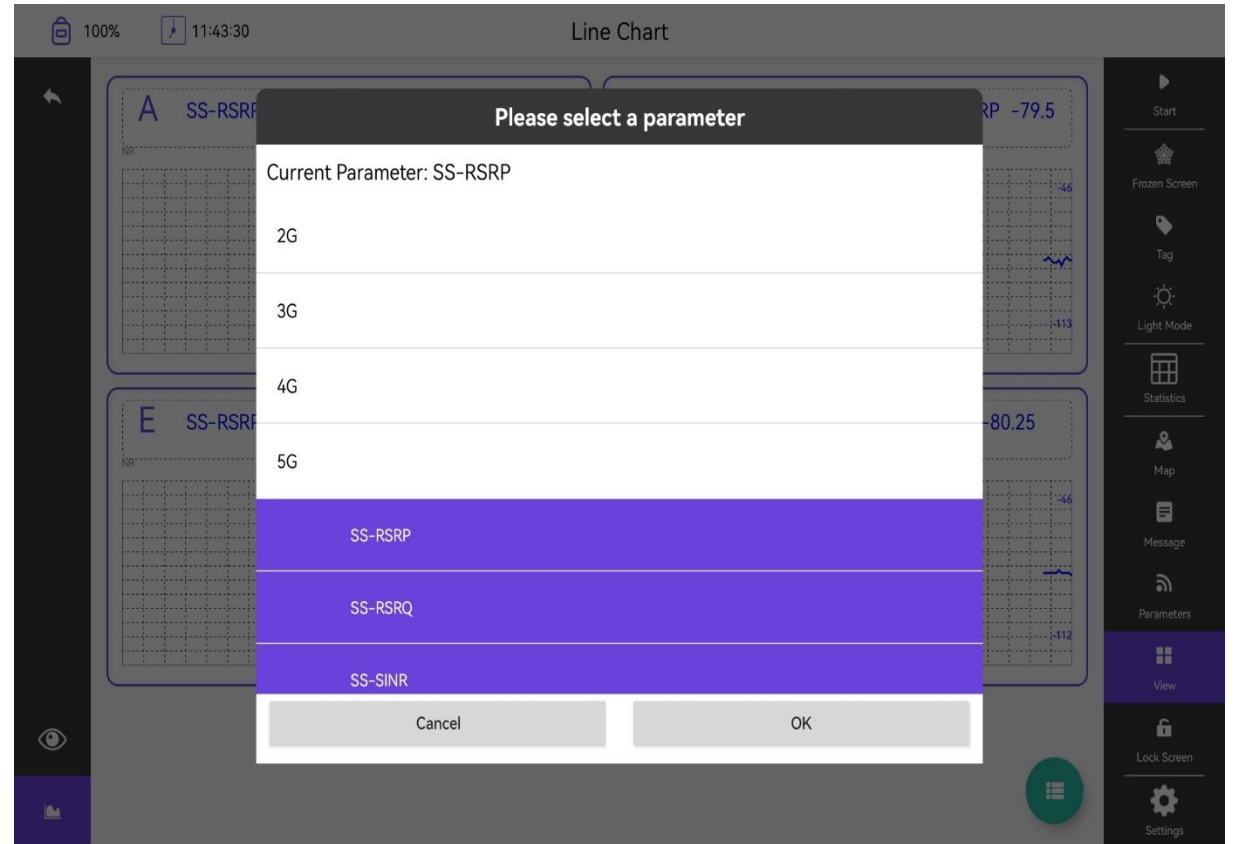 100%
11:43:30
Line Chart
A SS-RSRP
RP -79.5
NR
-46
-113
Please select a parameter
Current Parameter: SS-RSRP
2G
3G
4G
5G
SS-RSRP
SS-RSRQ
SS-SINR
Cancel
OK
E SS-RSRP
-80.25
NR
-46
-112
Start
Frozen Screen
Tag
Light Mode
Statistics
Map
Message
Parameters
View
Lock Screen
Settings